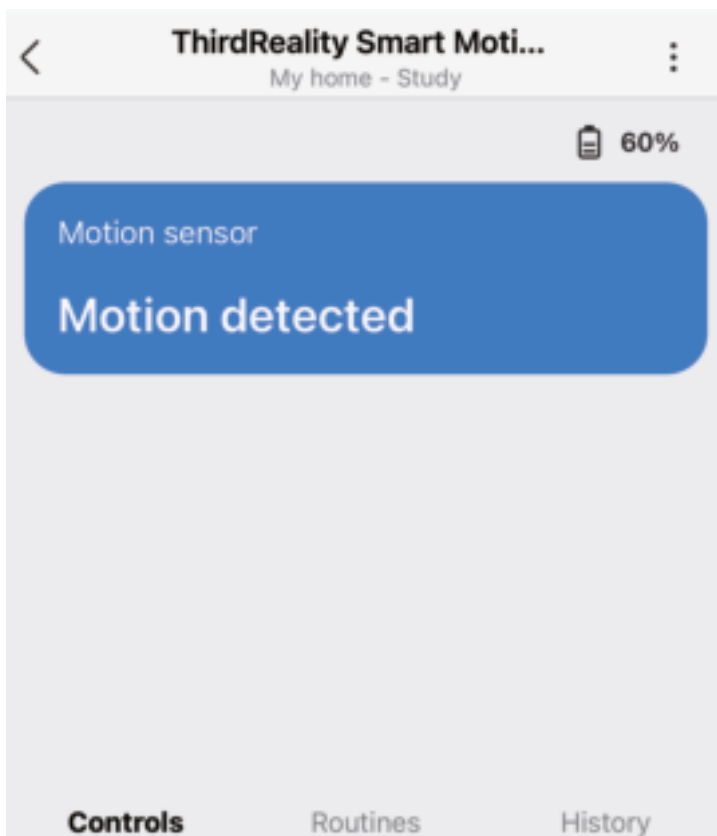 ThirdReality Smart Moti...
My home - Study
60%
Motion sensor
Motion detected
Controls Routines History